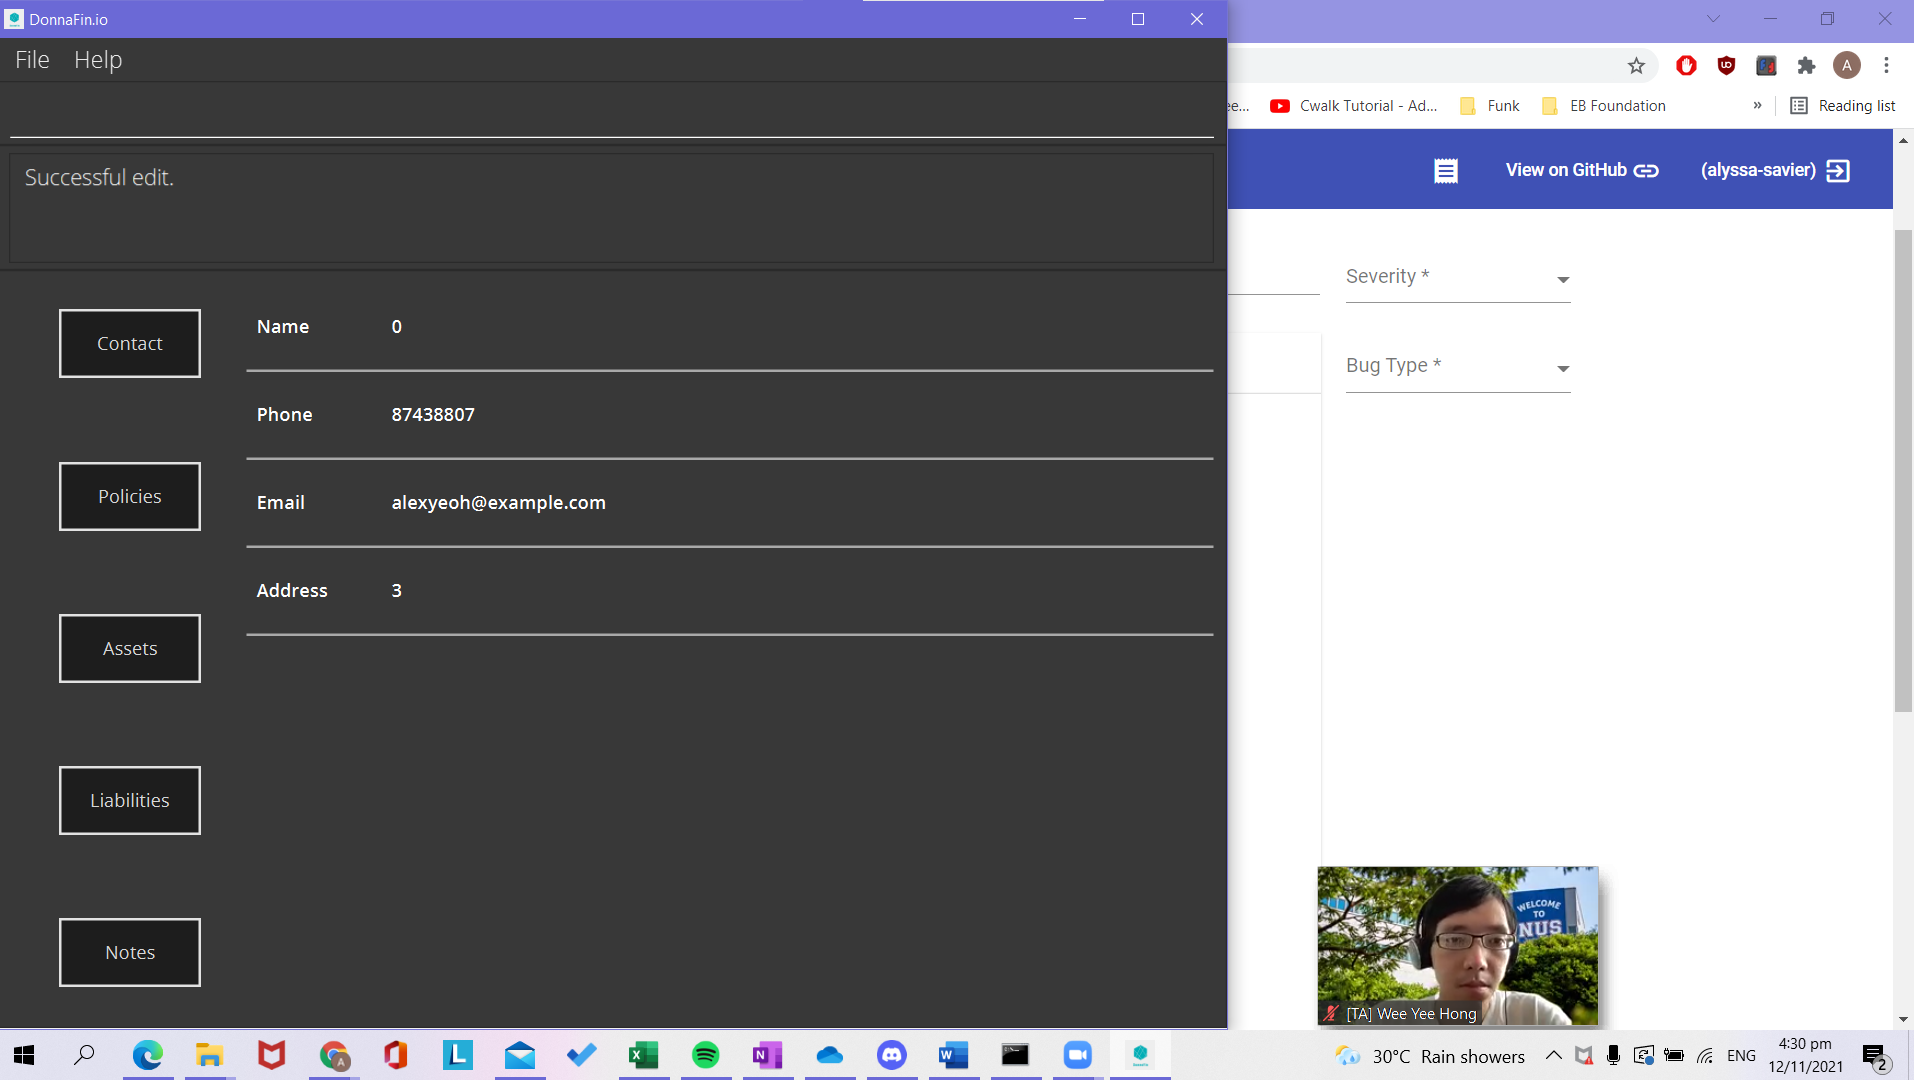 DonnaFin.io
File Help
Successful edit.
Contact
Policies
Assets
Liabilities
Notes
Name 0
Phone 87438807
Email alexyeoh@example.com
Address 3
A
Cwalk Tutorial - Ad...
Funk
EB Foundation
»
Reading list
View on GitHub
(alyssa-savier)
Severity *
Bug Type *
WELCOME
TO
NUS
[TA] Wee Yee Hong
30°C Rain showers
ENG
4:30 pm
12/11/2021
2